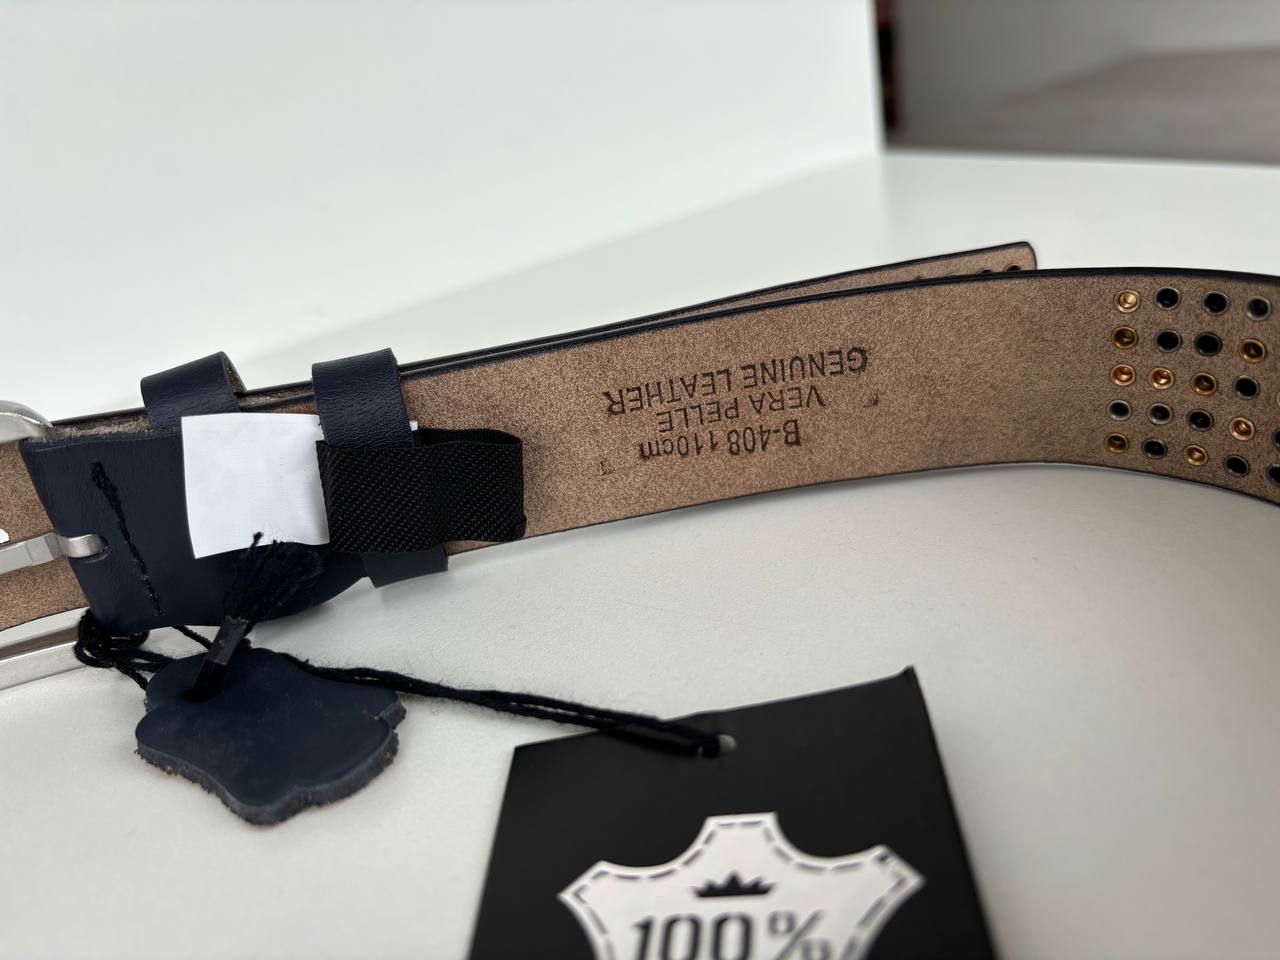 B-408 110cm
VERA PELLE
GENUINE LEATHER
100%